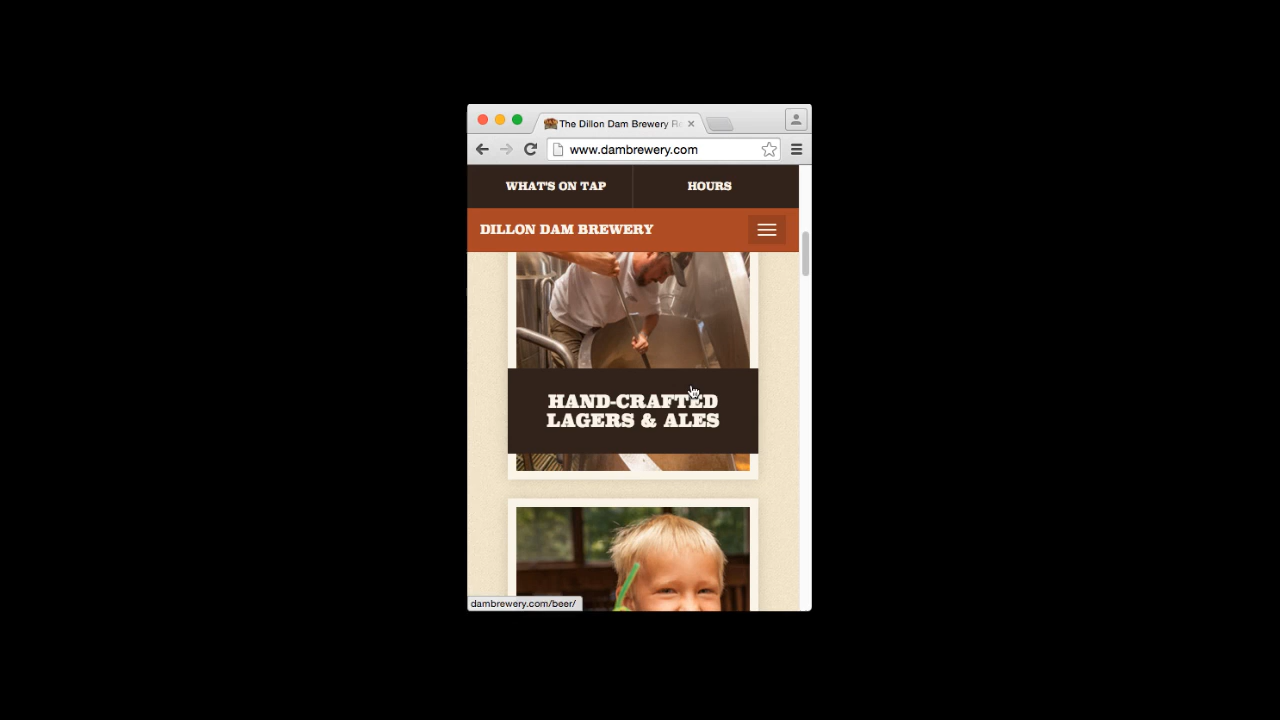 The Dillon Dam Brewery R
www.dambrewery.com
WHAT'S ON TAP
HOURS
DILLON DAM BREWERY
HAND-CRAFTED
LAGERS & ALES
dambrewery.com/beer/